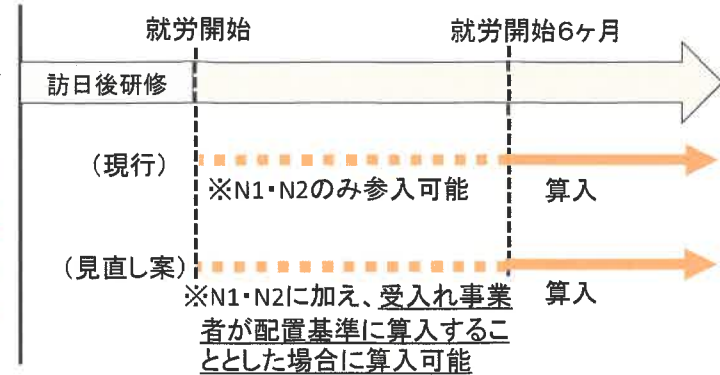 就労開始
就労開始6ヶ月
訪日後研修
(現行)
※N1・N2のみ参入可能
算入
(見直し案)
※N1・N2に加え、受入れ事業
者が配置基準に算入するこ
ととした場合に算入可能
算入